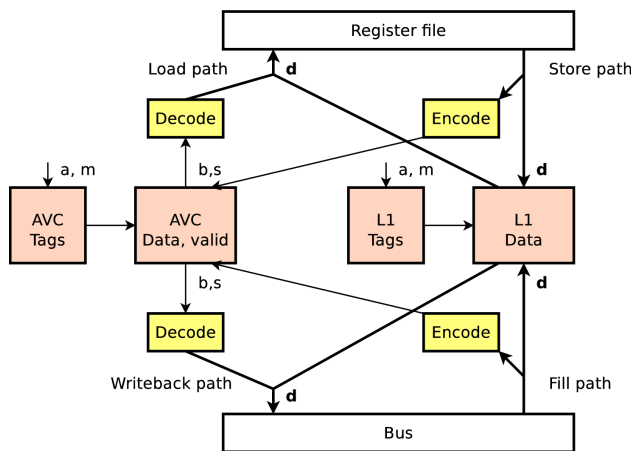 Register file
Load path
d
Store path
Decode
Encode
a, m
b,s
a, m
d
AVC
Tags
AVC
Data, valid
L1
Tags
L1
Data
b,s
d
Decode
Encode
Writeback path
d
Fill path
Bus